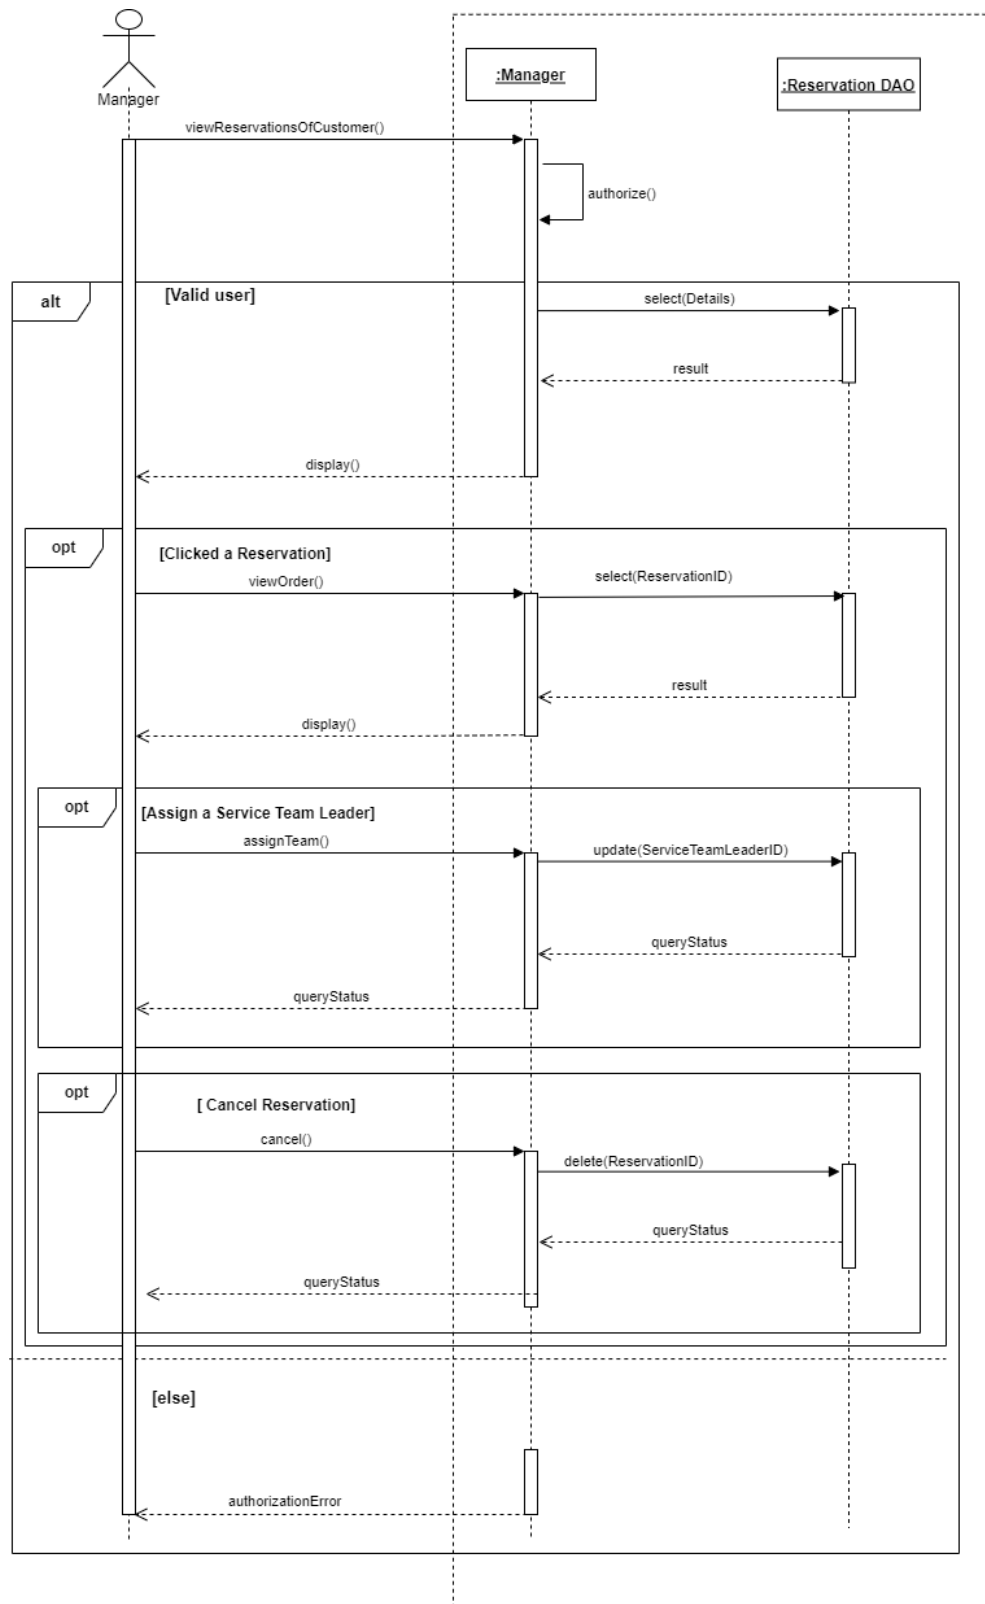 Manager
:Manager
:Reservation DAO
viewReservationsOfCustomer()
authorize()
alt
[Valid user]
select(Details)
result
display()
opt
[Clicked a Reservation]
viewOrder()
select(ReservationID)
result
display()
opt
[Assign a Service Team Leader]
assignTeam()
update(ServiceTeamLeaderID)
queryStatus
queryStatus
opt
[ Cancel Reservation]
cancel()
delete(ReservationID)
queryStatus
queryStatus
[else]
authorizationError